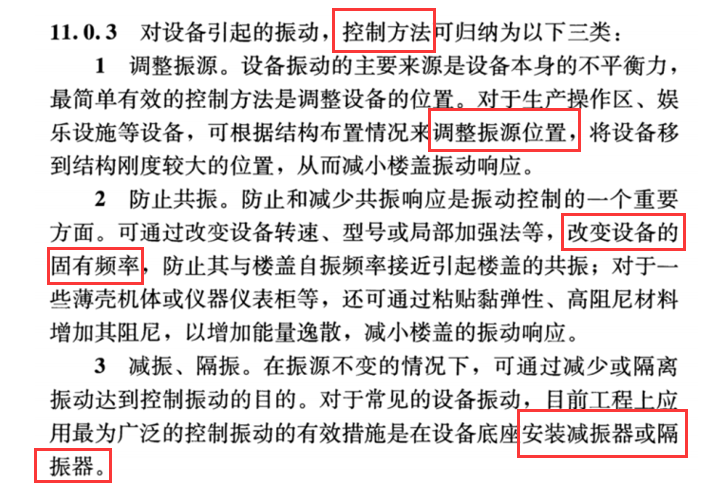 11.0.3 对设备引起的振动，控制方法可归纳为以下三类：
1 调整振源。设备振动的主要来源是设备本身的不平衡力，
最简单有效的控制方法是调整设备的位置。对于生产操作区、娱
乐设施等设备，可根据结构布置情况来调整振源位置，将设备移
到结构刚度较大的位置，从而减小楼盖振动响应。
2 防止共振。防止和减少共振响应是振动控制的一个重要
方面。可通过改变设备转速、型号或局部加强法等，改变设备的
固有频率，防止其与楼盖自振频率接近引起楼盖的共振；对于一
些薄壳机体或仪器仪表柜等，还可通过粘贴黏弹性、高阻尼材料
增加其阻尼，以增加能量逸散，减小楼盖的振动响应。
3 减振、隔振。在振源不变的情况下，可通过减少或隔离
振动达到控制振动的目的。对于常见的设备振动，目前工程上应
用最为广泛的控制振动的有效措施是在设备底座安装减振器或隔
振器。